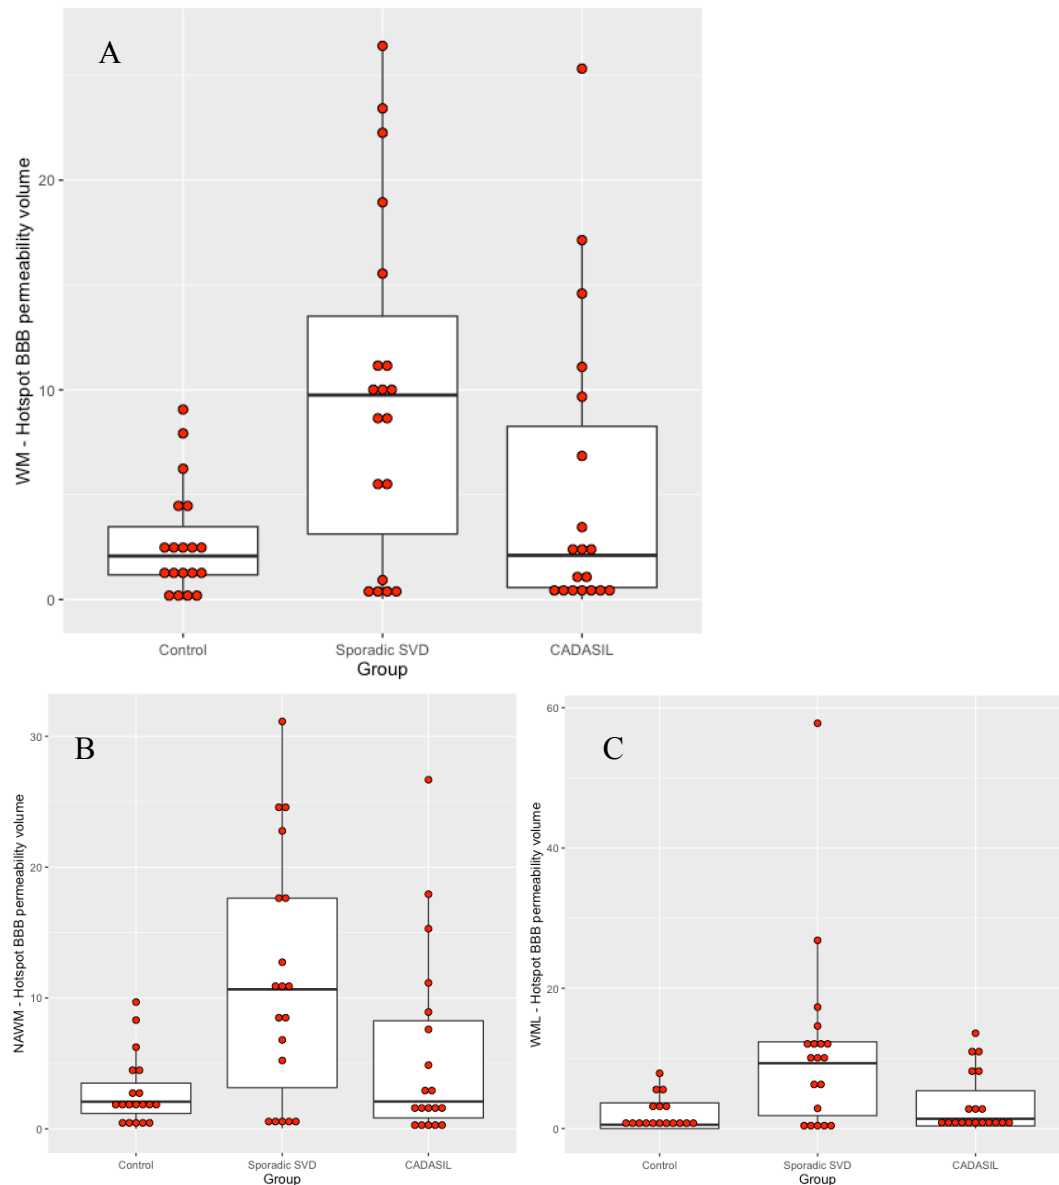 A
WM - Hotspot BBB permeability volume
20
10
0
Control Sporadic SVD CADASIL
Group
B
NAWM - Hotspot BBB permeability volume
30
20
10
0
Control Sporadic SVD CADASIL
Group
C
WML - Hotspot BBB permeability volume
60
40
20
0
Control Sporadic SVD CADASIL
Group